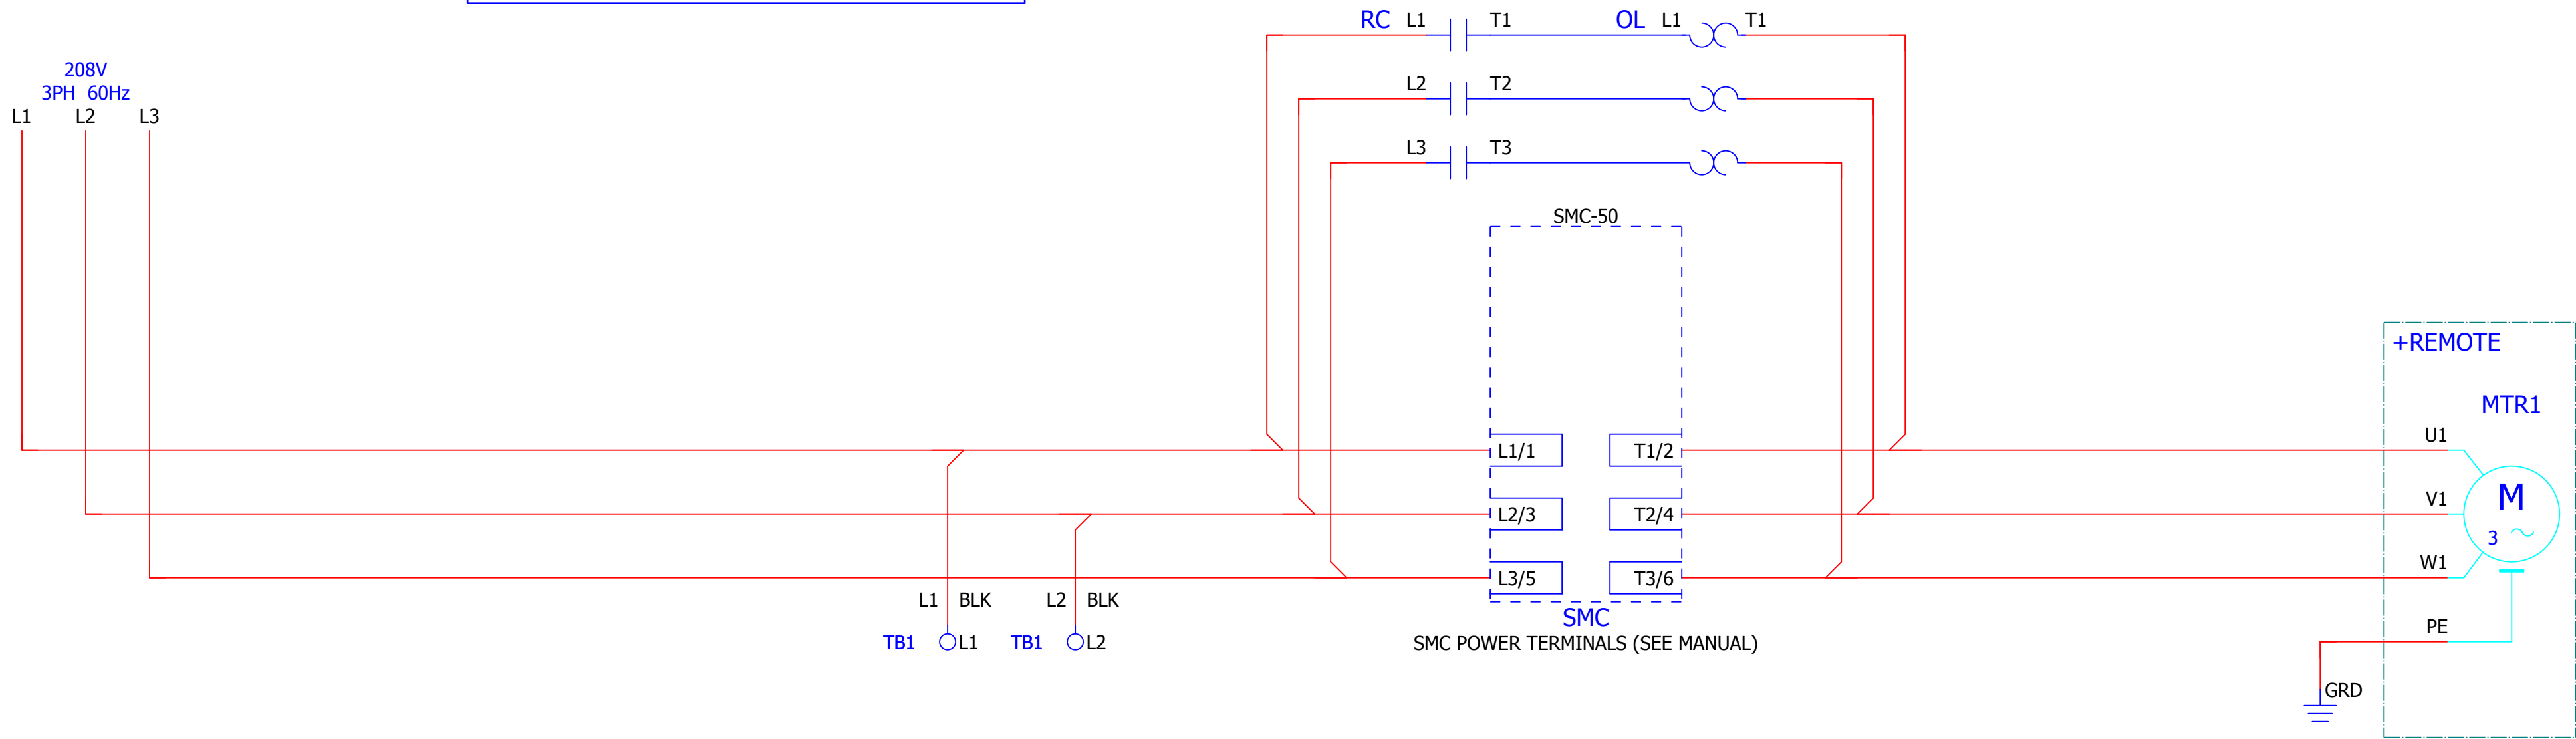 RC L1 T1 OL L1 T1
208V
3PH 60Hz
L1 L2 L3
L2 T2
L3 T3
SMC-50
+REMOTE
MTR1
U1
L1/1 T1/2
V1
M
3
L2/3 T2/4
W1
L3/5 T3/6
L1 BLK L2 BLK
SMC
PE
TB1 L1 TB1 L2
SMC POWER TERMINALS (SEE MANUAL)
GRD